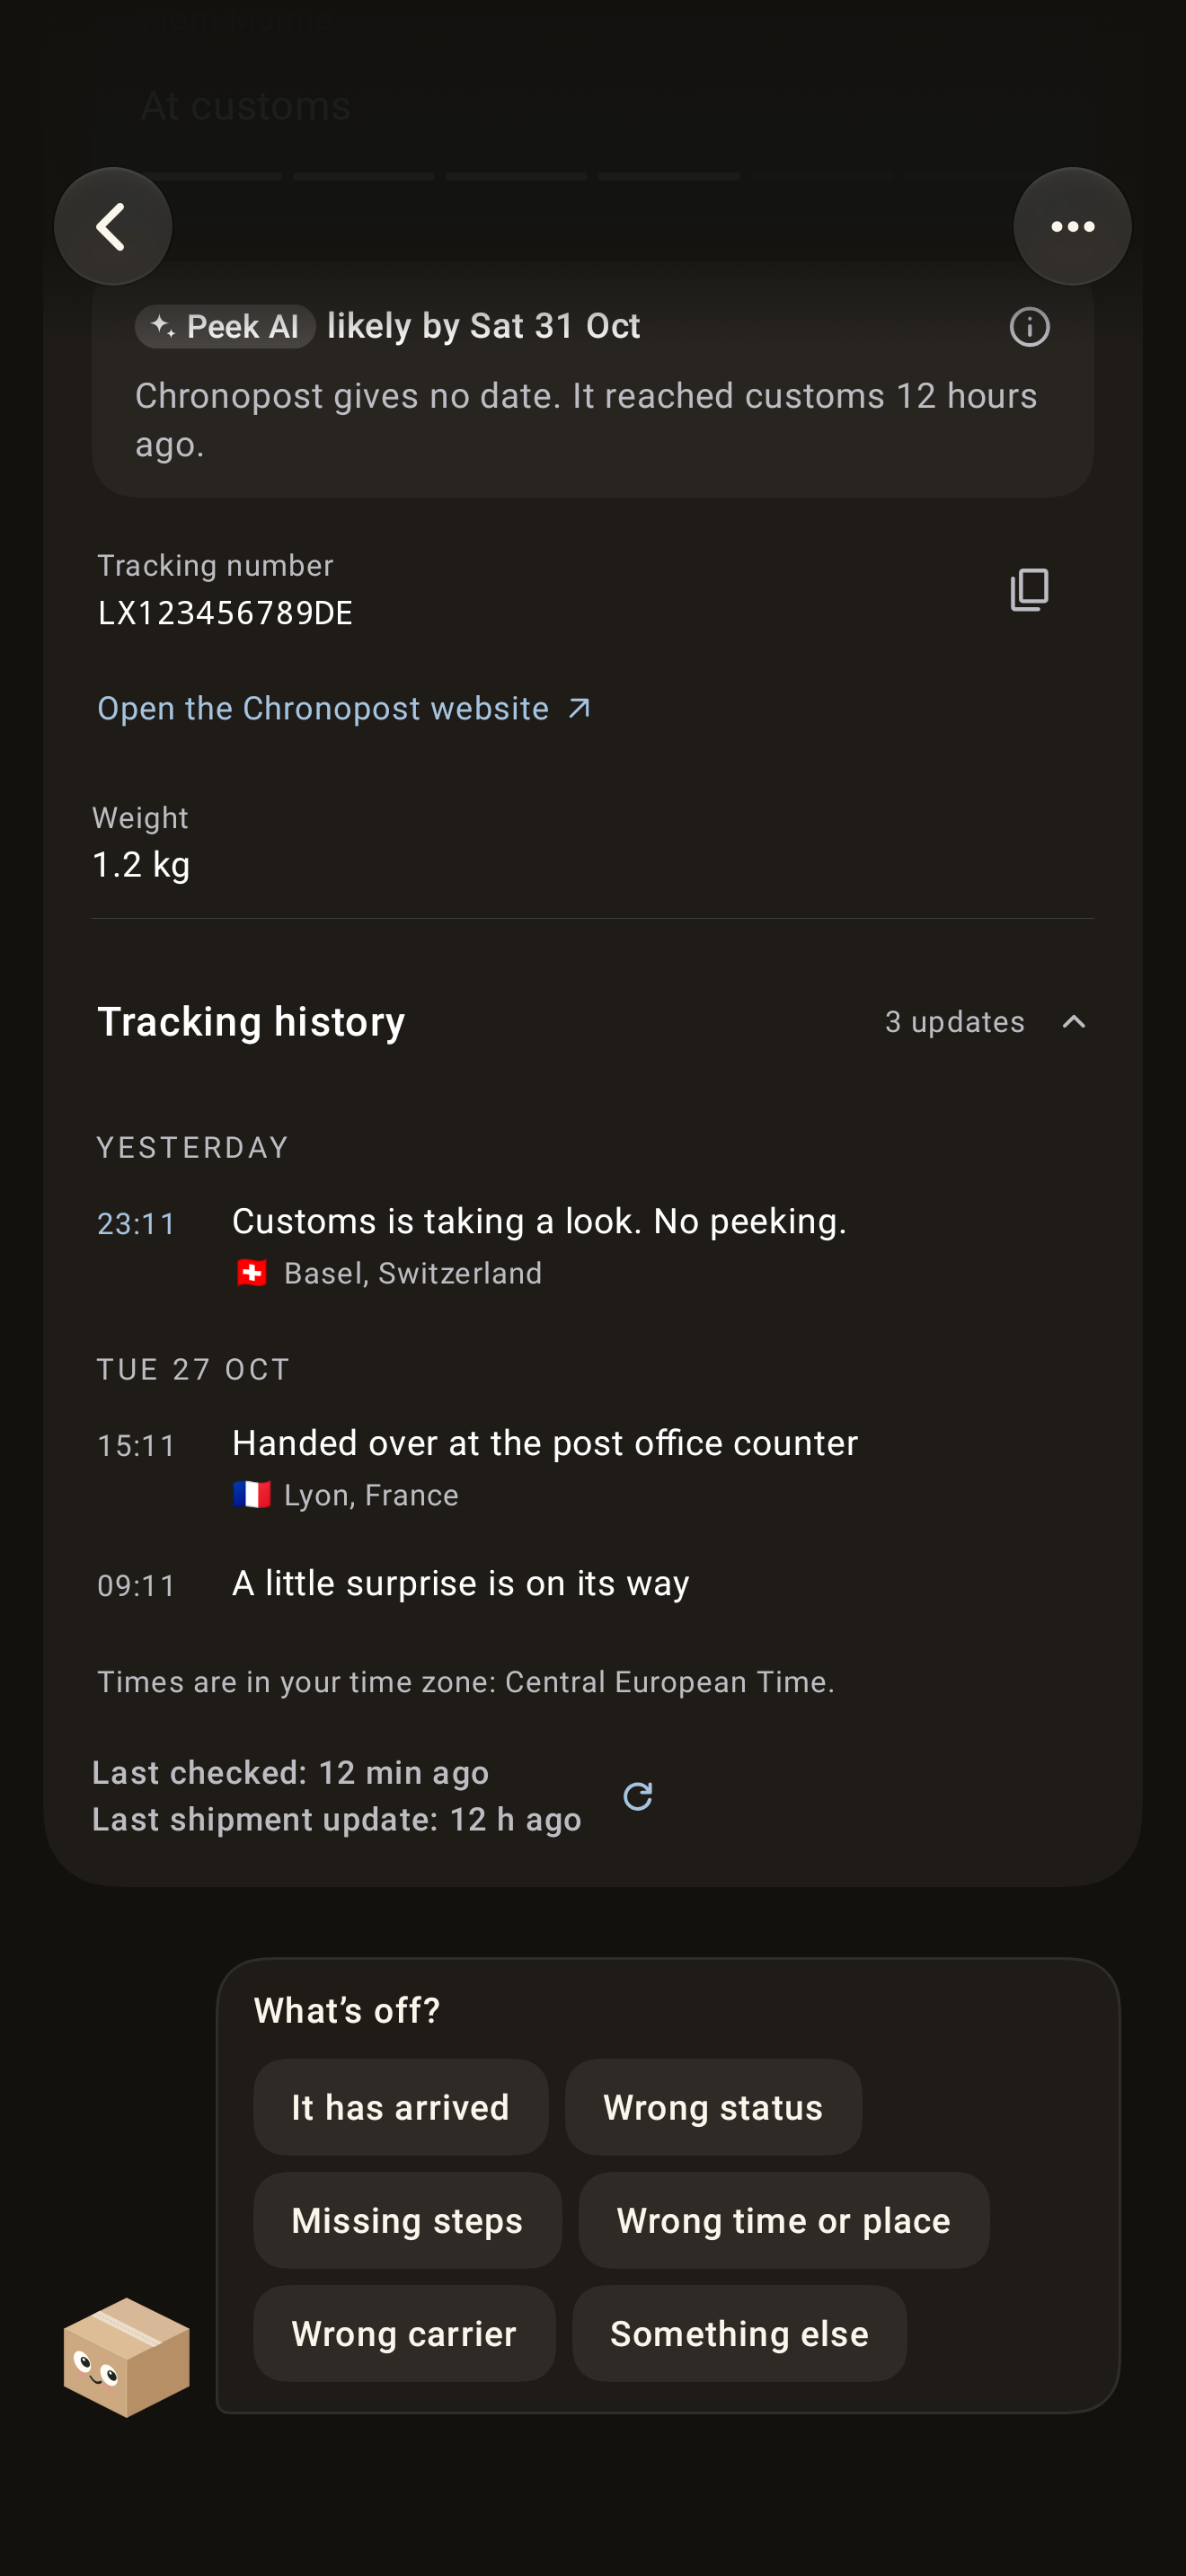 At customs
Peek AI likely by Sat 31 Oct
Chronopost gives no date. It reached customs 12 hours
ago.
Tracking number
LX123456789DE
Open the Chronopost website
Weight
1.2 kg
Tracking history
3 updates
YESTERDAY
23:11
Customs is taking a look. No peeking.
Basel, Switzerland
TUE 27 OCT
15:11
Handed over at the post office counter
Lyon, France
09:11
A little surprise is on its way
Times are in your time zone: Central European Time.
Last checked: 12 min ago
Last shipment update: 12 h ago
What’s off?
It has arrived
Wrong status
Missing steps
Wrong time or place
Wrong carrier
Something else